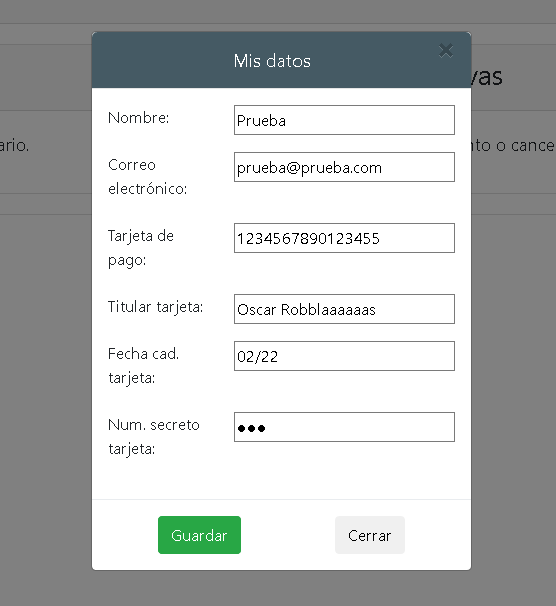 Mis datos
×
vas
Nombre:
Prueba
ario.
nto o cance
Correo
electrónico:
prueba@prueba.com
Tarjeta de
pago:
1234567890123455
Titular tarjeta:
Oscar Robblaaaaaas
Fecha cad.
tarjeta:
02/22
Num. secreto
tarjeta:
●●●
Guardar
Cerrar